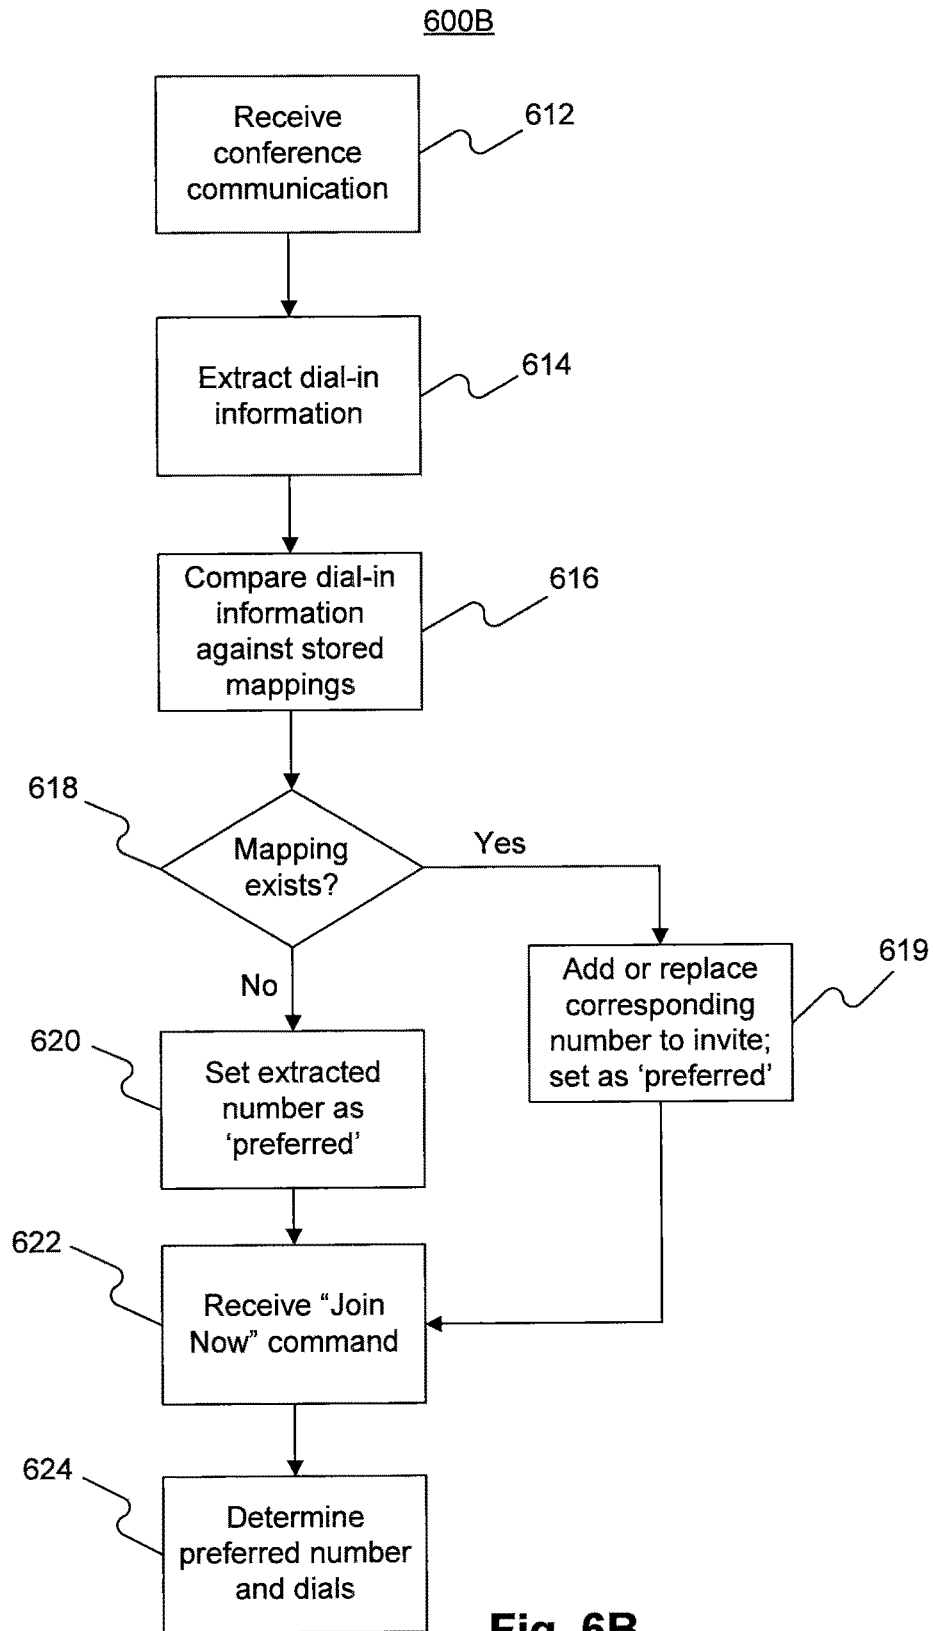 600B
Receive
conference
communication
612
Extract dial-in
information
614
Compare dial-in
information
against stored
mappings
616
618
Mapping
exists?
Yes
No
Add or replace
corresponding
number to invite;
set as ‘preferred’
619
620
Set extracted
number as
‘preferred’
622
Receive “Join
Now” command
624
Determine
preferred number
and dials
Fig. 6B